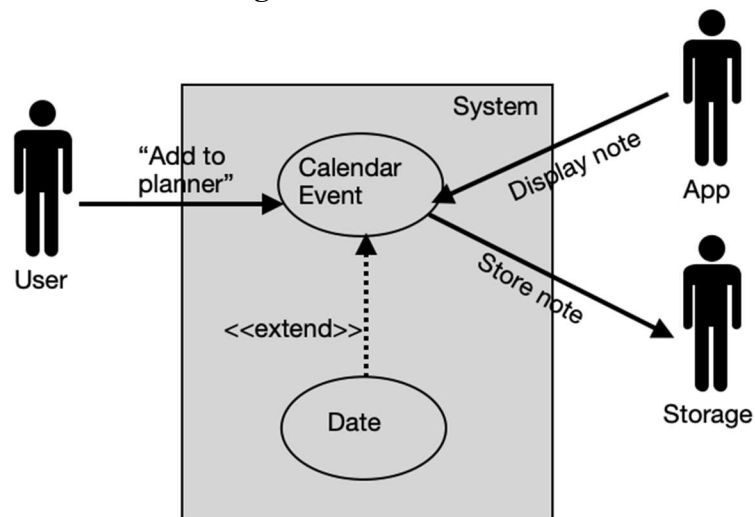 System
“Add to
planner”
Calendar
Event
Display note
App
User
Store note
<<extend>>
Date
Storage